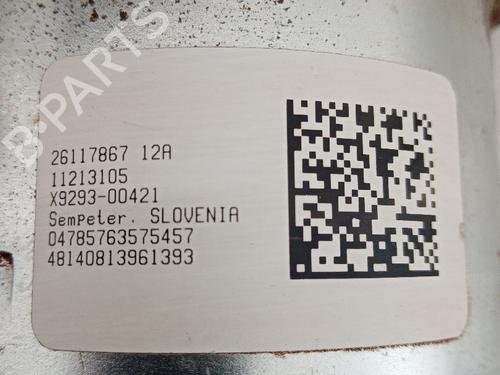 B-PARTS
26117867 12A
11213105
X9293-00421
Sempeter. SLOVENIA
04785763575457
48140813961393